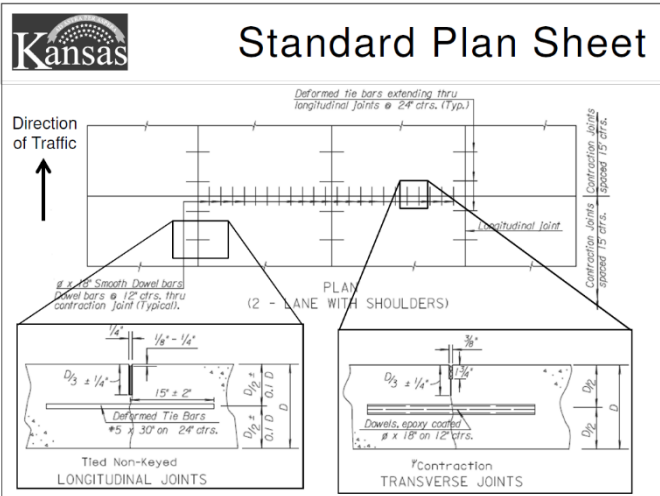 Kansas
Standard Plan Sheet
Deformed tie bars extending thru
longitudinal joints @ 24" ctrs. (Typ.)
Direction
of Traffic
Contraction Joints
spaced 15' ctrs.
Longitudinal Joint
Contraction Joints
spaced 15' ctrs.
ø x 18" Smooth Dowel bars
Dowel bars @ 12" ctrs. thru
contraction joint (Typical).
PLAN
(2 - LANE WITH SHOULDERS)
1/4"
1/8" - 1/4"
D/3 ± 1/4"
15" ± 2"
D/2 ± 0.1 D
D/2 ± 0.1 D
D
Deformed Tie Bars
#5 x 30" on 24" ctrs.
Tied Non-Keyed
LONGITUDINAL JOINTS
3/8"
1-3/4"
D/3 ± 1/4"
D/2
D/2
D
Dowels, epoxy coated
ø x 18" on 12" ctrs.
Contraction
TRANSVERSE JOINTS